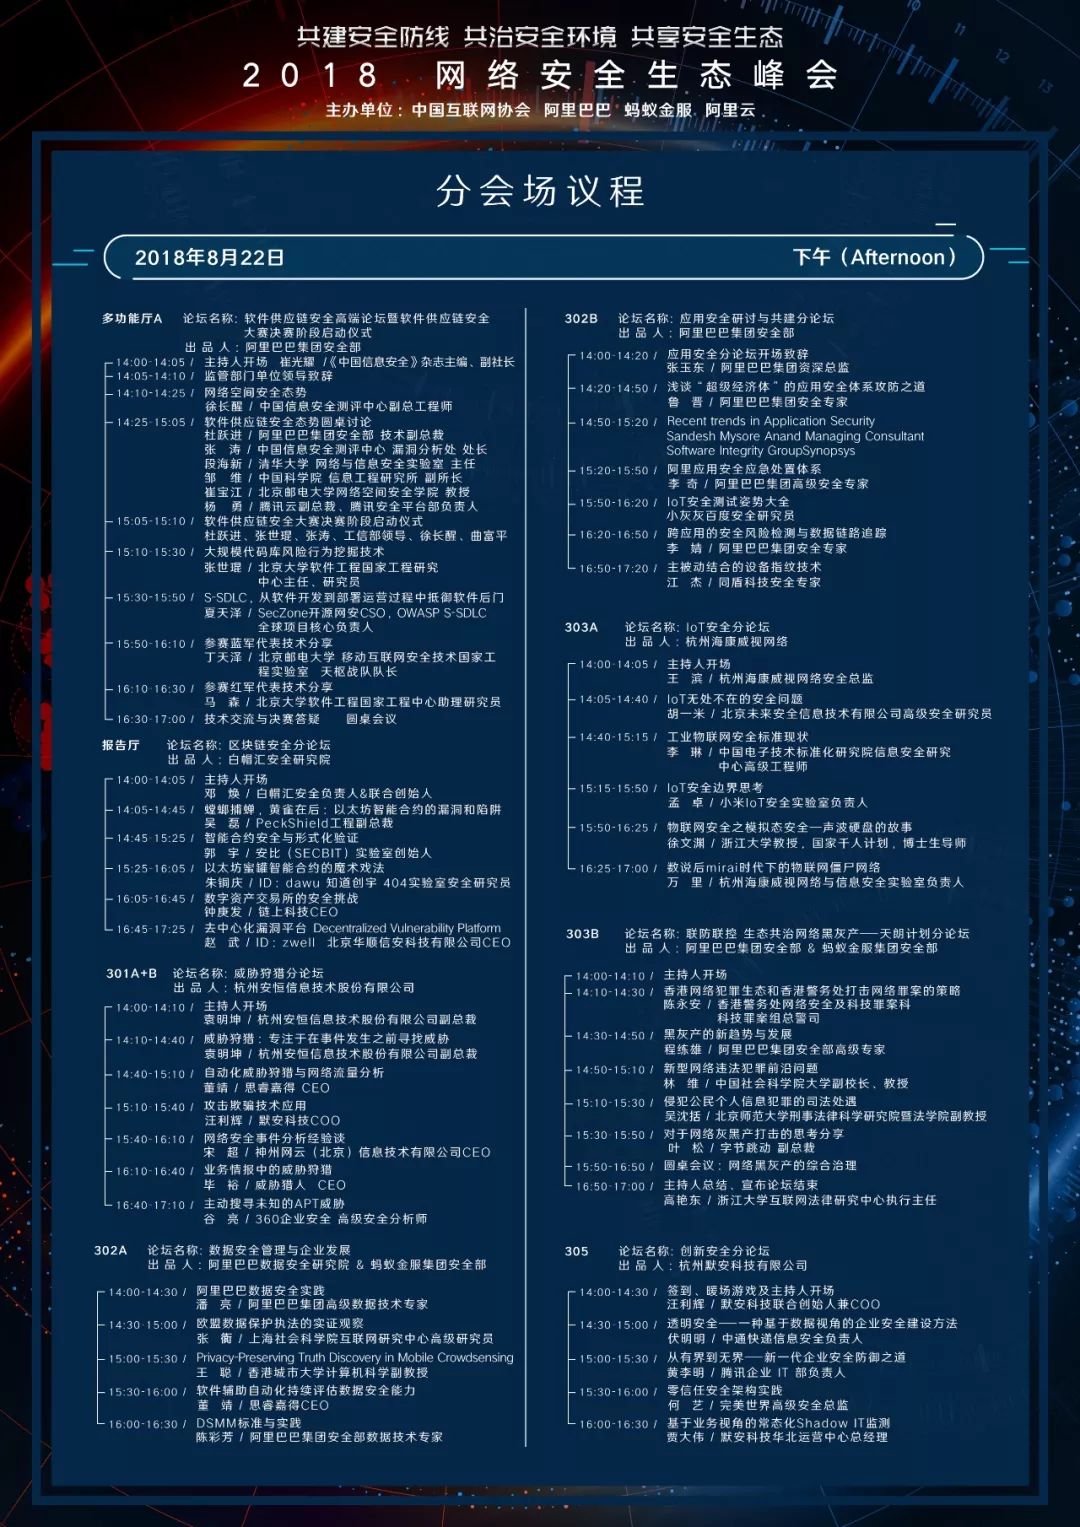 共建安全防线 共治安全环境 共享安全生态
2018 网络安全生态峰会
主办单位：中国互联网协会 阿里巴巴 蚂蚁金服 阿里云
分会场议程
2018年8月22日 下午（Afternoon）
多功能厅A 论坛名称：软件供应链安全高端论坛暨软件供应链安全
大赛决赛阶段启动仪式
出 品 人：阿里巴巴集团安全部
14:00-14:05 / 主持人开场 崔光耀 /《中国信息安全》杂志主编、副社长
14:05-14:10 / 监管部门单位领导致辞
14:10-14:25 / 网络空间安全态势
徐长醒 / 中国信息安全测评中心副总工程师
14:25-15:05 / 软件供应链安全态势圆桌讨论
杜跃进 / 阿里巴巴集团安全部 技术副总裁
张 涛 / 中国信息安全测评中心 漏洞分析处 处长
段海新 / 清华大学 网络与信息安全实验室 主任
邹 维 / 中国科学院 信息工程研究所 副所长
崔宝江 / 北京邮电大学网络空间安全学院 教授
杨 勇 / 腾讯云副总裁、腾讯安全平台部负责人
15:05-15:10 / 软件供应链安全大赛决赛阶段启动仪式
杜跃进、张世琨、张涛、工信部领导、徐长醒、曲富平
15:10-15:30 / 大规模代码库风险行为挖掘技术
张世琨 / 北京大学软件工程国家工程研究
中心主任、研究员
15:30-15:50 / S-SDLC，从软件开发到部署运营过程中抵御软件后门
夏天泽 / SecZone开源网安CSO，OWASP S-SDLC
全球项目核心负责人
15:50-16:10 / 参赛蓝军代表技术分享
丁天泽 / 北京邮电大学 移动互联网安全技术国家工
程实验室 天枢战队队长
16:10-16:30 / 参赛红军代表技术分享
马 森 / 北京大学软件工程国家工程中心助理研究员
16:30-17:00 / 技术交流与决赛答疑 圆桌会议
报告厅 论坛名称：区块链安全分论坛
出 品 人：白帽汇安全研究院
14:00-14:05 / 主持人开场
邓 焕 / 白帽汇安全负责人&联合创始人
14:05-14:45 / 螳螂捕蝉，黄雀在后：以太坊智能合约的漏洞和陷阱
吴 磊 / PeckShield工程副总裁
14:45-15:25 / 智能合约安全与形式化验证
郭 宇 / 安比（SECBIT）实验室创始人
15:25-16:05 / 以太坊蜜罐智能合约的魔术戏法
朱铜庆 / ID：dawu 知道创宇 404实验室安全研究员
16:05-16:45 / 数字资产交易所的安全挑战
钟庚发 / 链上科技CEO
16:45-17:25 / 去中心化漏洞平台 Decentralized Vulnerability Platform
赵 武 / ID：zwell 北京华顺信安科技有限公司CEO
301A+B 论坛名称：威胁狩猎分论坛
出 品 人：杭州安恒信息技术股份有限公司
14:00-14:10 / 主持人开场
袁明坤 / 杭州安恒信息技术股份有限公司副总裁
14:10-14:40 / 威胁狩猎：专注于在事件发生之前寻找威胁
袁明坤 / 杭州安恒信息技术股份有限公司副总裁
14:40-15:10 / 自动化威胁狩猎与网络流量分析
董靖 / 思睿嘉得 CEO
15:10-15:40 / 攻击欺骗技术应用
汪利辉 / 默安科技COO
15:40-16:10 / 网络安全事件分析经验谈
宋 超 / 神州网云（北京）信息技术有限公司CEO
16:10-16:40 / 业务情报中的威胁狩猎
毕 裕 / 威胁猎人 CEO
16:40-17:10 / 主动搜寻未知的APT威胁
谷 亮 / 360企业安全 高级安全分析师
302A 论坛名称：数据安全管理与企业发展
出 品 人：阿里巴巴数据安全研究院 & 蚂蚁金服集团安全部
14:00-14:30 / 阿里巴巴数据安全实践
潘 亮 / 阿里巴巴集团高级数据技术专家
14:30-15:00 / 欧盟数据保护执法的实证观察
张 衡 / 上海社会科学院互联网研究中心高级研究员
15:00-15:30 / Privacy-Preserving Truth Discovery in Mobile Crowdsensing
王 聪 / 香港城市大学计算机科学副教授
15:30-16:00 / 软件辅助自动化持续评估数据安全能力
董 靖 / 思睿嘉得CEO
16:00-16:30 / DSMM标准与实践
陈彩芳 / 阿里巴巴集团安全部数据技术专家
302B 论坛名称：应用安全研讨与共建分论坛
出 品 人：阿里巴巴集团安全部
14:00-14:20 / 应用安全分论坛开场致辞
张玉东 / 阿里巴巴集团资深总监
14:20-14:50 / 浅谈“超级经济体”的应用安全体系攻防之道
鲁 晋 / 阿里巴巴集团安全专家
14:50-15:20 / Recent trends in Application Security
Sandesh Mysore Anand Managing Consultant
Software Integrity GroupSynopsys
15:20-15:50 / 阿里应用安全应急处置体系
李 奇 / 阿里巴巴集团高级安全专家
15:50-16:20 / IoT安全测试姿势大全
小灰灰百度安全研究员
16:20-16:50 / 跨应用的安全风险检测与数据链路追踪
李 婧 / 阿里巴巴集团安全专家
16:50-17:20 / 主被动结合的设备指纹技术
江 杰 / 同盾科技安全专家
303A 论坛名称：IoT安全分论坛
出 品 人：杭州海康威视网络
14:00-14:05 / 主持人开场
王 滨 / 杭州海康威视网络安全总监
14:05-14:40 / IoT无处不在的安全问题
胡一米 / 北京未来安全信息技术有限公司高级安全研究员
14:40-15:15 / 工业物联网安全标准现状
李 琳 / 中国电子技术标准化研究院信息安全研究
中心高级工程师
15:15-15:50 / IoT安全边界思考
孟 卓 / 小米IoT安全实验室负责人
15:50-16:25 / 物联网安全之模拟态安全—声波硬盘的故事
徐文渊 / 浙江大学教授，国家千人计划，博士生导师
16:25-17:00 / 数说后mirai时代下的物联网僵尸网络
万 里 / 杭州海康威视网络与信息安全实验室负责人
303B 论坛名称：联防联控 生态共治网络黑灰产——天朗计划分论坛
出 品 人：阿里巴巴集团安全部 & 蚂蚁金服集团安全部
14:00-14:10 / 主持人开场
14:10-14:30 / 香港网络犯罪生态和香港警务处打击网络罪案的策略
陈永安 / 香港警务处网络安全及科技罪案科
科技罪案组总警司
14:30-14:50 / 黑灰产的新趋势与发展
程练雄 / 阿里巴巴集团安全部高级专家
14:50-15:10 / 新型网络违法犯罪前沿问题
林 维 / 中国社会科学院大学副校长、教授
15:10-15:30 / 侵犯公民个人信息犯罪的司法处遇
吴沈括 / 北京师范大学刑事法律科学研究院暨法学院副教授
15:30-15:50 / 对于网络灰黑产打击的思考分享
叶 松 / 字节跳动 副总裁
15:50-16:50 / 圆桌会议：网络黑灰产的综合治理
16:50-17:00 / 主持人总结、宣布论坛结束
高艳东 / 浙江大学互联网法律研究中心执行主任
305 论坛名称：创新安全分论坛
出 品 人：杭州默安科技有限公司
14:00-14:30 / 签到、暖场游戏及主持人开场
汪利辉 / 默安科技联合创始人兼COO
14:30-15:00 / 透明安全——一种基于数据视角的企业安全建设方法
伏明明 / 中通快递信息安全负责人
15:00-15:30 / 从有界到无界——新一代企业安全防御之道
黄李明 / 腾讯企业 IT 部负责人
15:30-16:00 / 零信任安全架构实践
何 艺 / 完美世界高级安全总监
16:00-16:30 / 基于业务视角的常态化Shadow IT监测
贾大伟 / 默安科技华北运营中心总经理
11
12
13